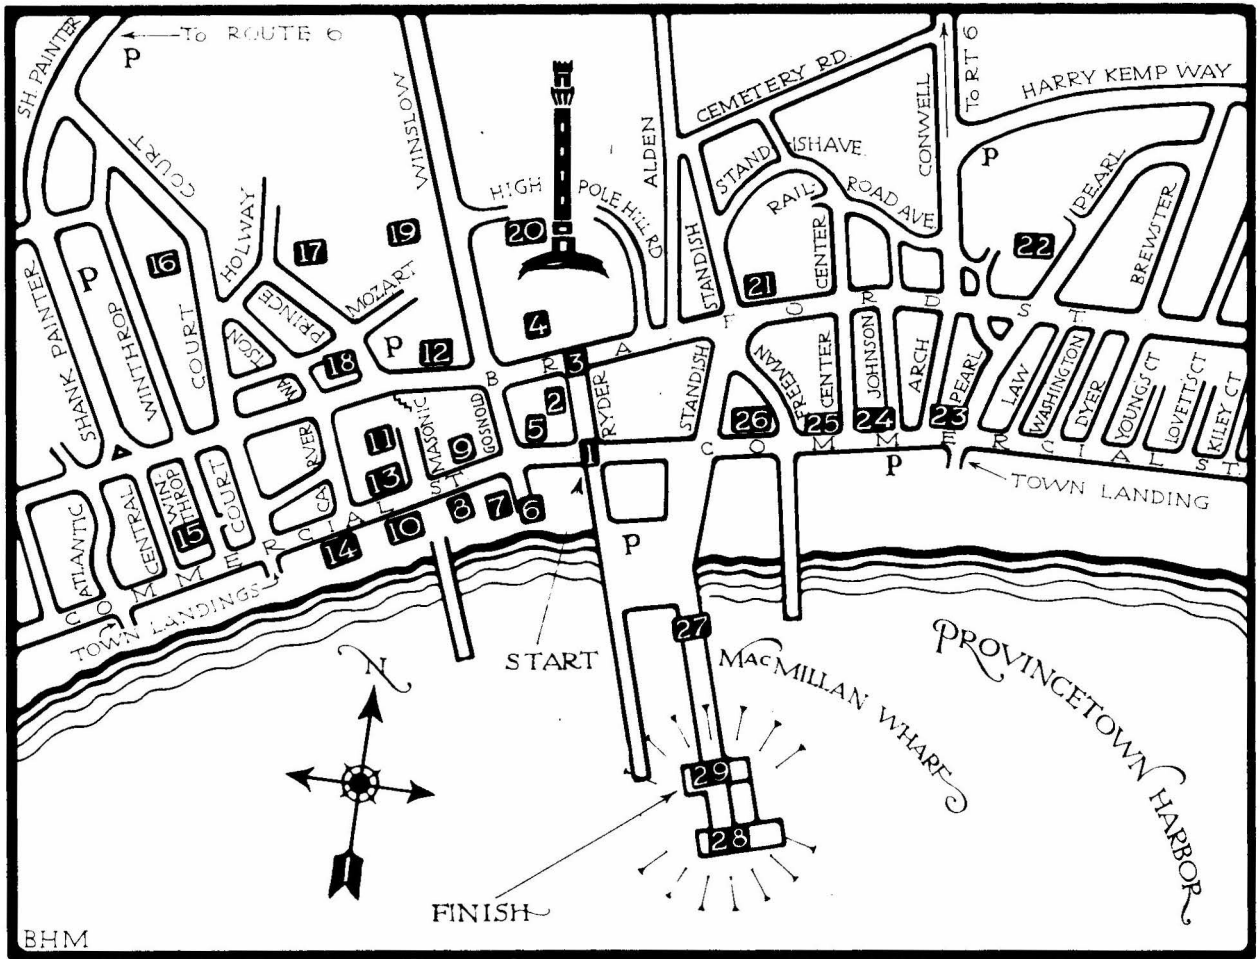 SH. PAINTER
← TO ROUTE 6
P
COURT
WINSLOW
ALDEN
CEMETERY RD.
CONWELL
TO RT 6
HARRY KEMP WAY
P
STANDISH AVE.
RAILROAD AVE.
PEARL
BREWSTER
HIGH POLE HILL RD
HOLWAY
16
17
19
20
22
P
SHANK PAINTER
WINTHROP
COURT
PRINCE
MOZART
STANDISH
21
CENTER
4
BRADFORD ST.
18
P
12
3
2
5
RYDER
STANDISH
FREEMAN
CENTER
JOHNSON
ARCH
PEARL
LAW
WASHINGTON
DYER
YOUNGS CT
LOVETTS CT
KILEY CT
CARVER
11
MASONIC
9
GOSNOLD
13
1
26
25
24
23
COMMERCIAL ST.
P
TOWN LANDING
ATLANTIC
CENTRAL
WINTHROP
COURT
15
14
10
8
7
6
P
TOWN LANDINGS
START
27
MACMILLAN WHARF
PROVINCETOWN HARBOR
N
29
28
FINISH
BHM